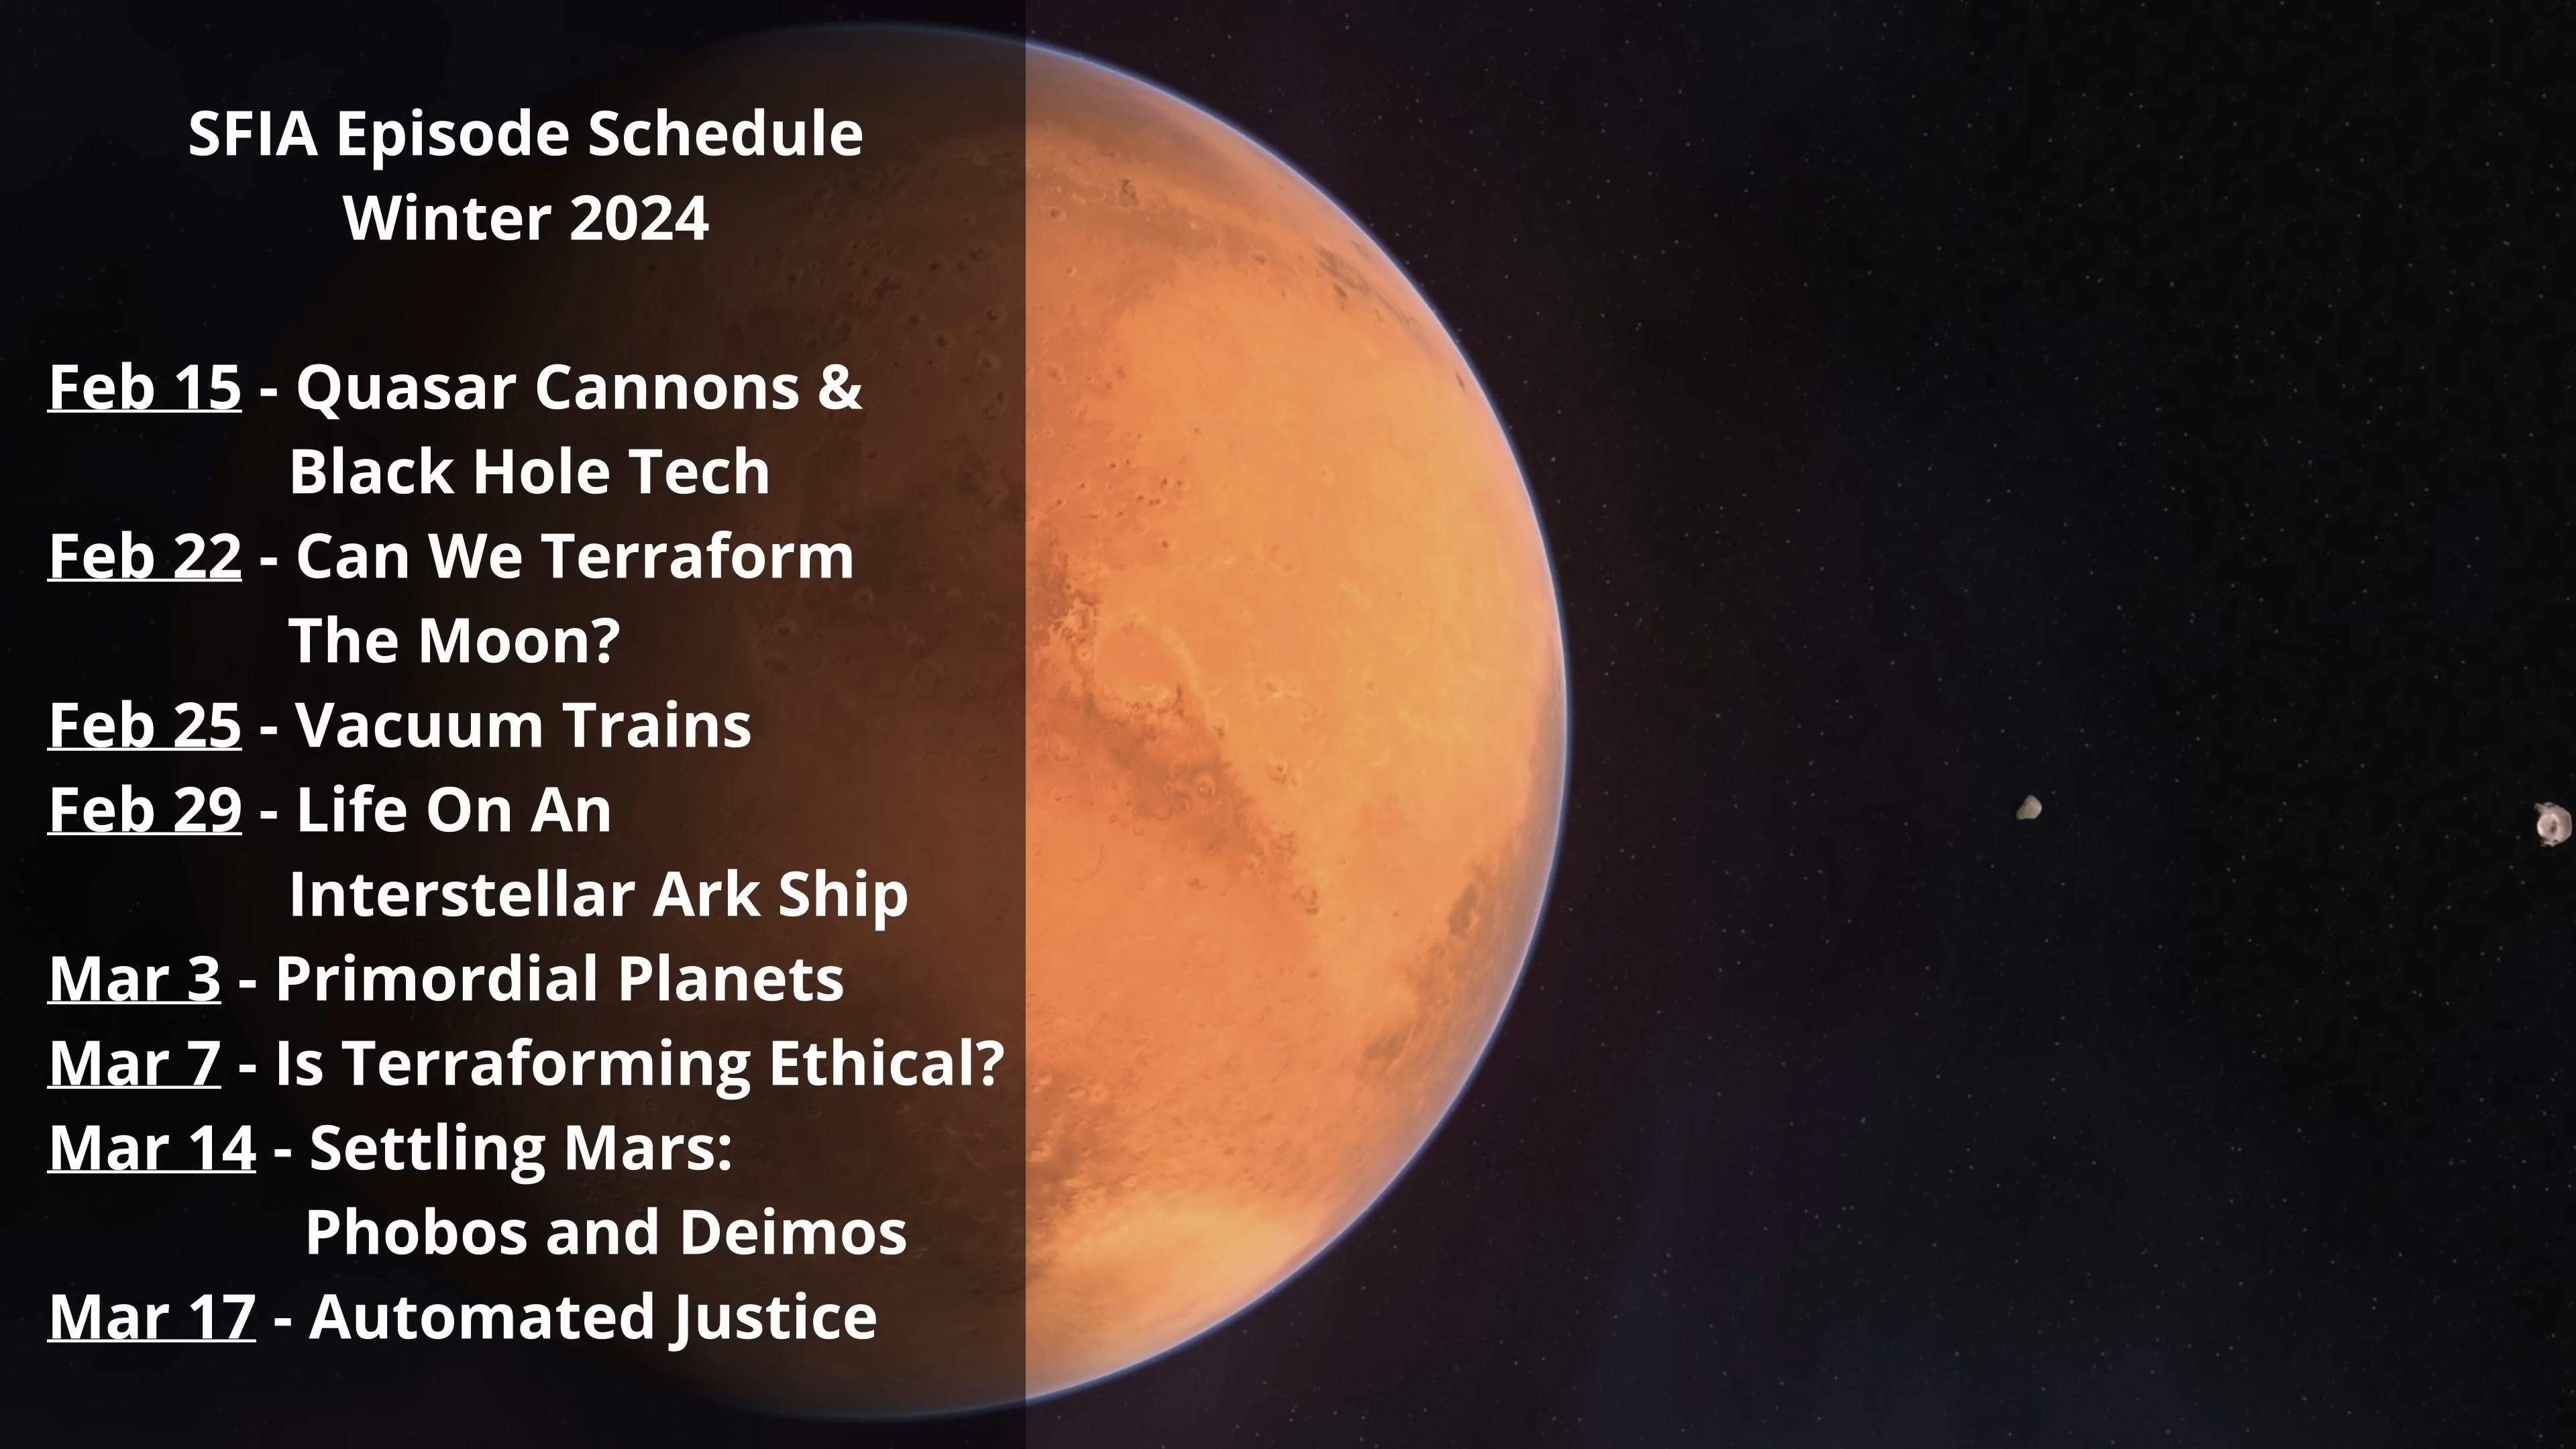 SFIA Episode Schedule
Winter 2024
Feb 15 - Quasar Cannons &
Black Hole Tech
Feb 22 - Can We Terraform
The Moon?
Feb 25 - Vacuum Trains
Feb 29 - Life On An
Interstellar Ark Ship
Mar 3 - Primordial Planets
Mar 7 - Is Terraforming Ethical?
Mar 14 - Settling Mars:
Phobos and Deimos
Mar 17 - Automated Justice